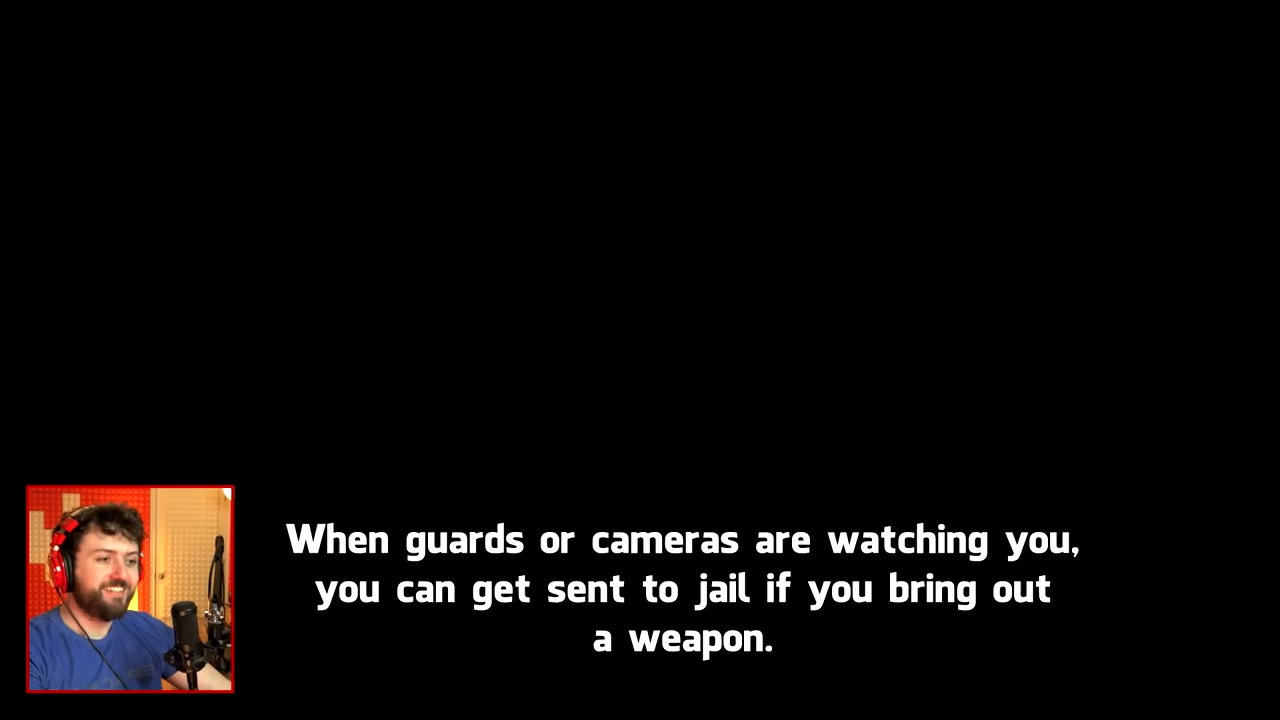 When guards or cameras are watching you,
you can get sent to jail if you bring out
a weapon.